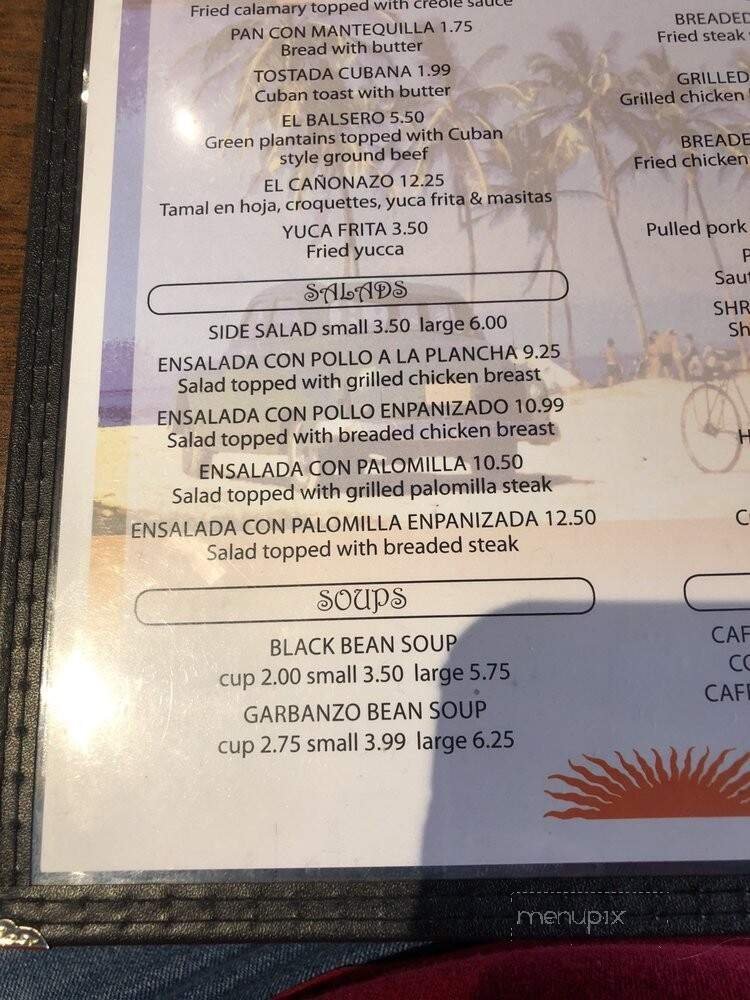 Fried calamary topped with creole sauce
PAN CON MANTEQUILLA 1.75
Bread with butter
TOSTADA CUBANA 1.99
Cuban toast with butter
EL BALSERO 5.50
Green plantains topped with Cuban
style ground beef
EL CAÑONAZO 12.25
Tamal en hoja, croquettes, yuca frita & masitas
YUCA FRITA 3.50
Fried yucca
SALADS
SIDE SALAD small 3.50 large 6.00
ENSALADA CON POLLO A LA PLANCHA 9.25
Salad topped with grilled chicken breast
ENSALADA CON POLLO ENPANIZADO 10.99
Salad topped with breaded chicken breast
ENSALADA CON PALOMILLA 10.50
Salad topped with grilled palomilla steak
ENSALADA CON PALOMILLA ENPANIZADA 12.50
Salad topped with breaded steak
SOUPS
BLACK BEAN SOUP
cup 2.00 small 3.50 large 5.75
GARBANZO BEAN SOUP
cup 2.75 small 3.99 large 6.25
BREADED
Fried steak
GRILLED
Grilled chicken
BREADE
Fried chicken
Pulled pork
P
Saut
SHR
Sh
H
CAF
CAF
menupix